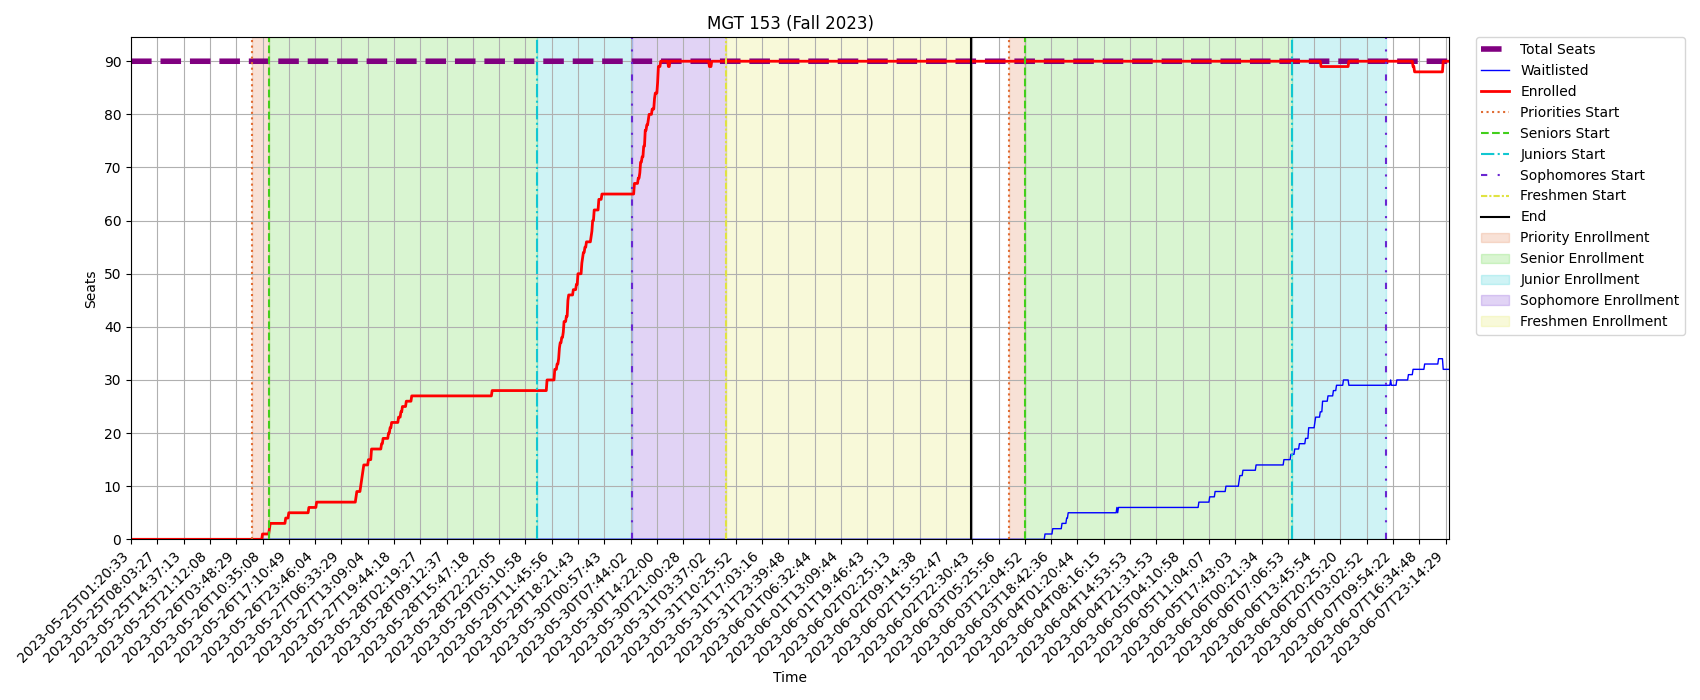 MGT 153 (Fall 2023)
Seats
90
80
70
60
50
40
30
20
10
0
2023-05-25T01:20:33
2023-05-25T08:03:27
2023-05-25T14:37:13
2023-05-25T21:12:08
2023-05-26T03:48:29
2023-05-26T10:35:08
2023-05-26T17:10:49
2023-05-26T23:46:04
2023-05-27T06:33:29
2023-05-27T13:09:04
2023-05-27T19:44:18
2023-05-28T02:19:27
2023-05-28T09:12:37
2023-05-28T15:47:18
2023-05-28T22:22:05
2023-05-29T05:10:58
2023-05-29T11:45:56
2023-05-29T18:21:43
2023-05-30T00:57:43
2023-05-30T07:44:02
2023-05-30T14:22:00
2023-05-30T21:00:28
2023-05-31T03:37:02
2023-05-31T10:25:52
2023-05-31T17:03:16
2023-05-31T23:39:48
2023-06-01T06:32:44
2023-06-01T13:09:44
2023-06-01T19:46:43
2023-06-02T02:25:13
2023-06-02T09:14:38
2023-06-02T15:52:47
2023-06-02T22:30:43
2023-06-03T05:25:56
2023-06-03T12:04:52
2023-06-03T18:42:36
2023-06-04T01:20:44
2023-06-04T08:16:15
2023-06-04T14:53:53
2023-06-04T21:31:53
2023-06-05T04:10:58
2023-06-05T11:04:07
2023-06-05T17:43:03
2023-06-06T00:21:34
2023-06-06T07:06:53
2023-06-06T13:45:54
2023-06-06T20:25:20
2023-06-07T03:02:52
2023-06-07T09:54:22
2023-06-07T16:34:48
2023-06-07T23:14:29
Time
Total Seats
Waitlisted
Enrolled
Priorities Start
Seniors Start
Juniors Start
Sophomores Start
Freshmen Start
End
Priority Enrollment
Senior Enrollment
Junior Enrollment
Sophomore Enrollment
Freshmen Enrollment